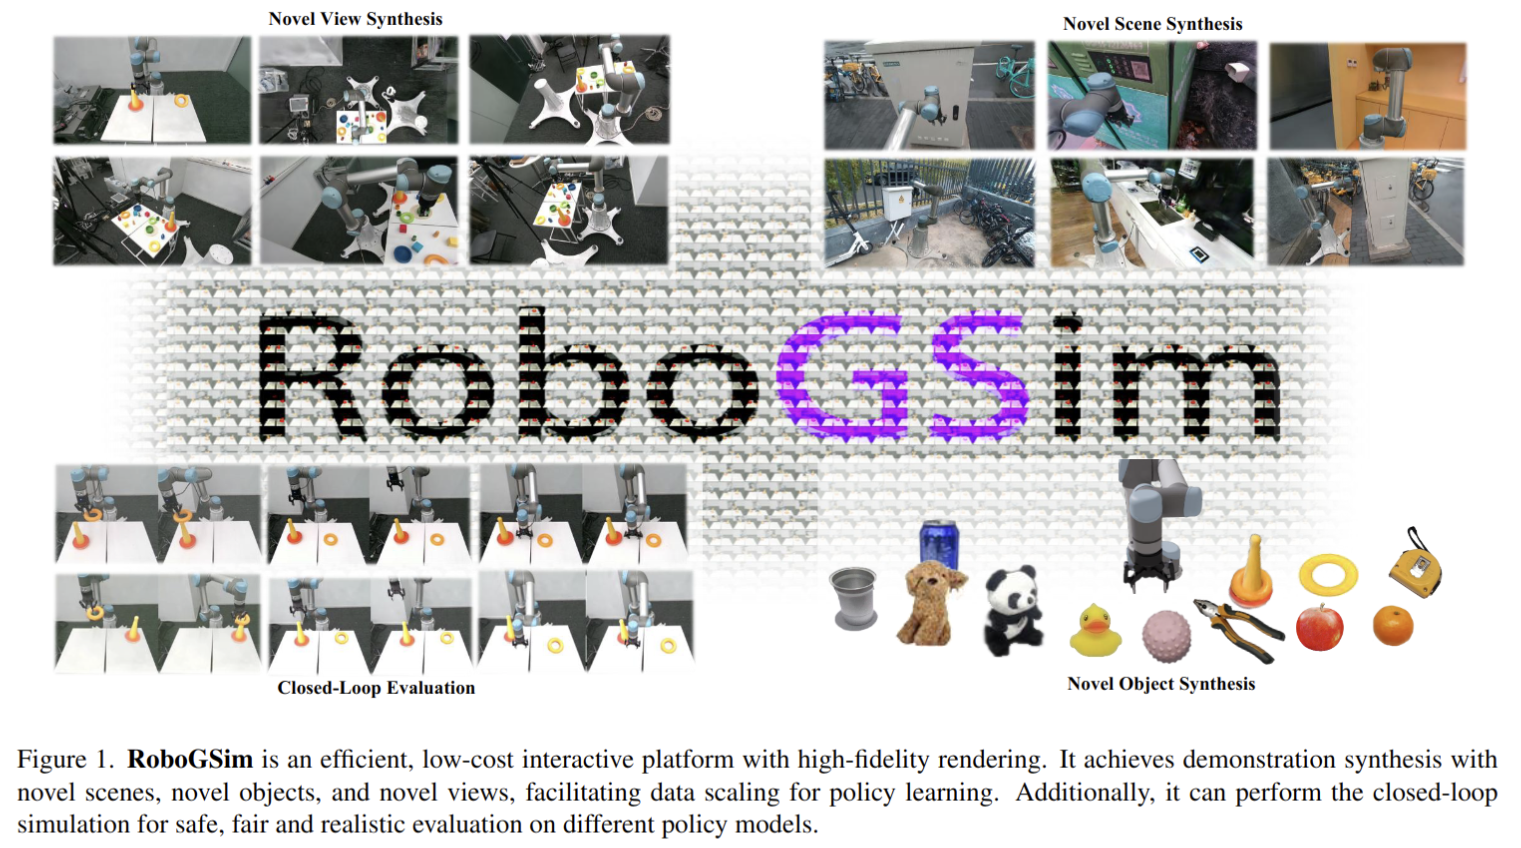 Novel View Synthesis
Novel Scene Synthesis
RoboGSim
Closed-Loop Evaluation
Novel Object Synthesis
Figure 1. RoboGSim is an efficient, low-cost interactive platform with high-fidelity rendering. It achieves demonstration synthesis with
novel scenes, novel objects, and novel views, facilitating data scaling for policy learning. Additionally, it can perform the closed-loop
simulation for safe, fair and realistic evaluation on different policy models.